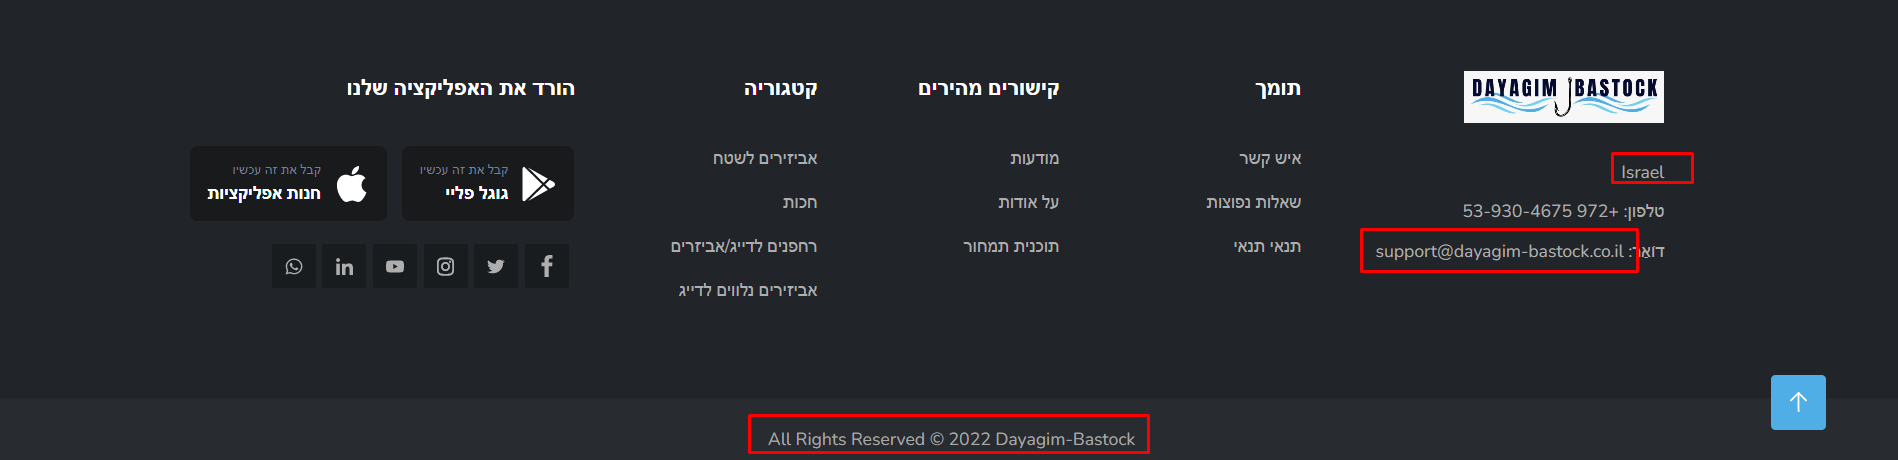 DAYAGIM BASTOCK
Israel
טלפון: +972 53-930-4675
דוֹאַר: support@dayagim-bastock.co.il
תומך
איש קשר
שאלות נפוצות
תנאי תנאי
קישורים מהירים
מודעות
על אודות
תוכנית תמחור
קטגוריה
אביזירים לשטח
חכות
רחפנים לדייג/אביזרים
אביזירים נלווים לדייג
הורד את האפליקציה שלנו
קבל את זה עכשיו
גוגל פליי
קבל את זה עכשיו
חנות אפליקציות
All Rights Reserved © 2022 Dayagim-Bastock